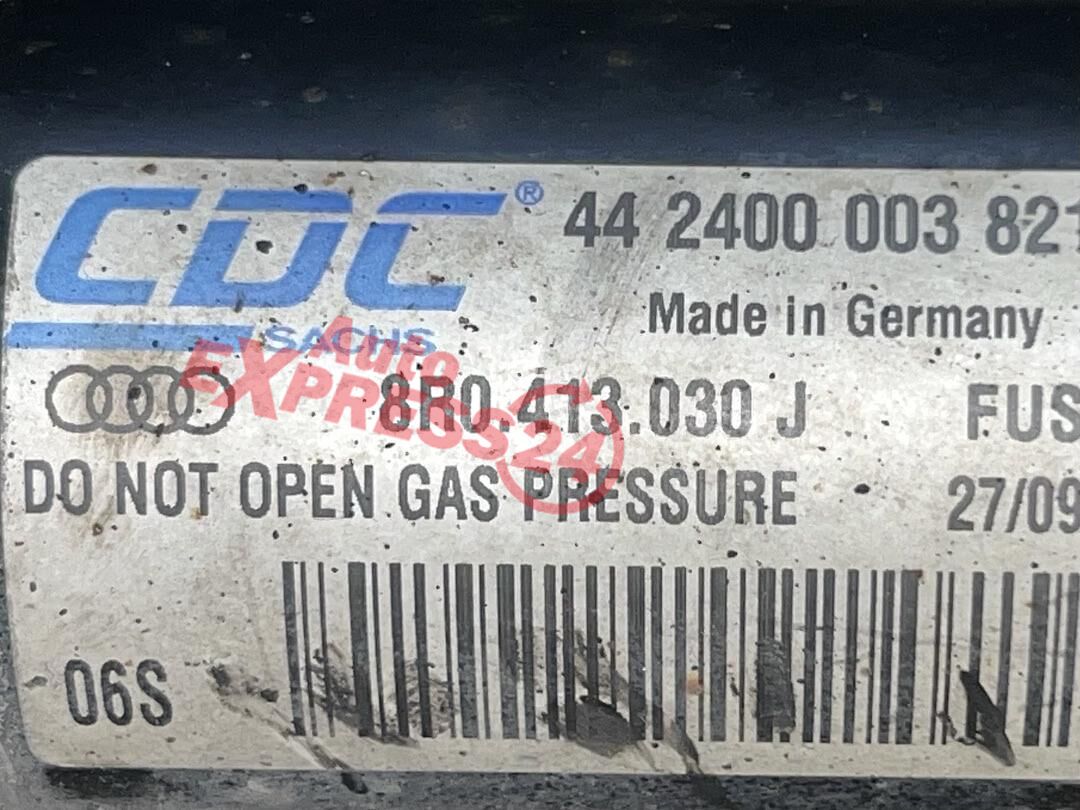 CDC® 44 2400 003 821
Made in Germany
SACHS
8R0.413.030 J FUS
DO NOT OPEN GAS PRESSURE 27/09
06S
Auto
EXPRESS24